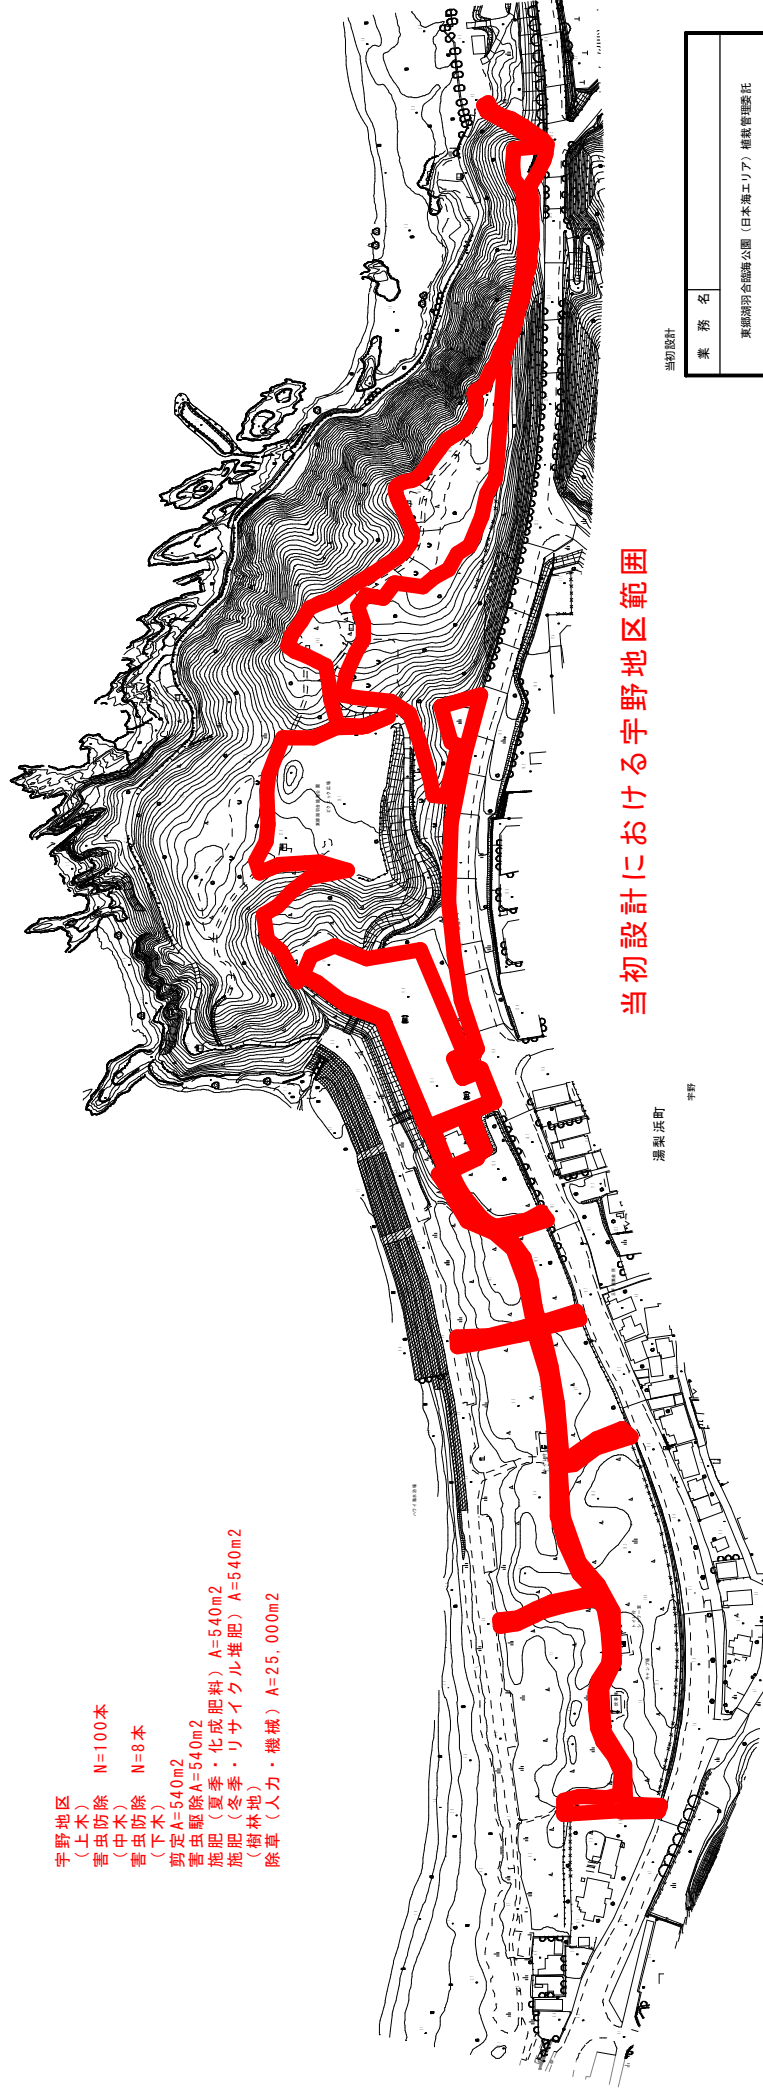 宇野地区
（上木）
害虫防除　N=100本
（中木）
害虫防除　N=8本
（下木）
剪定A=540m2
害虫駆除A=540m2
施肥（夏季・化成肥料）A=540m2
施肥（冬季・リサイクル堆肥）A=540m2
（樹林地）
除草（人力・機械）A=25,000m2
当初設計における宇野地区範囲
湯梨浜町
宇野
当初設計
業務名
東郷湖羽合臨海公園（日本海エリア）植栽管理委託